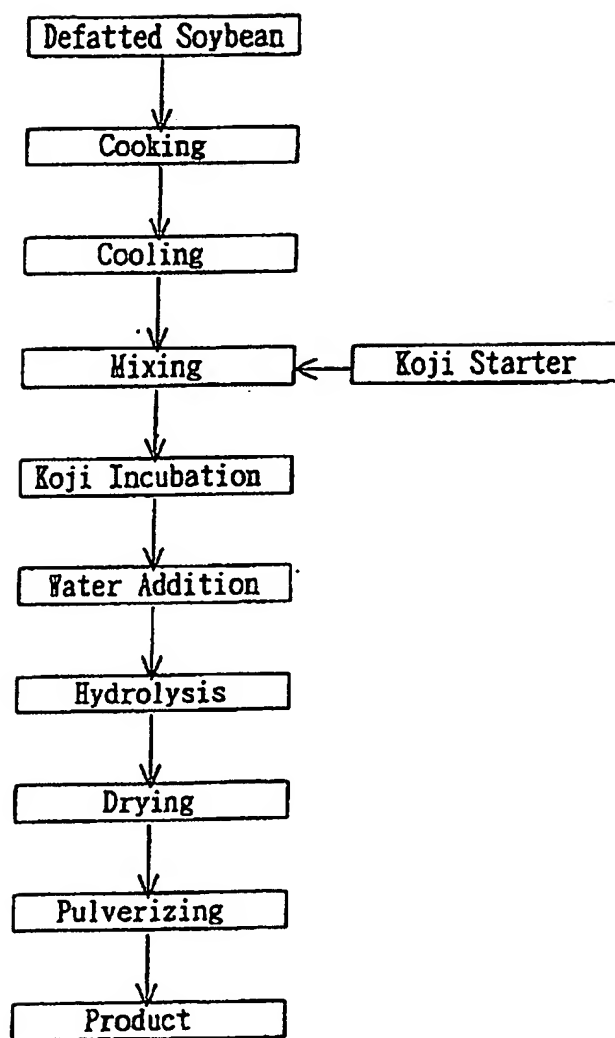 Defatted Soybean
Cooking
Cooling
Mixing
Koji Starter
Koji Incubation
Water Addition
Hydrolysis
Drying
Pulverizing
Product